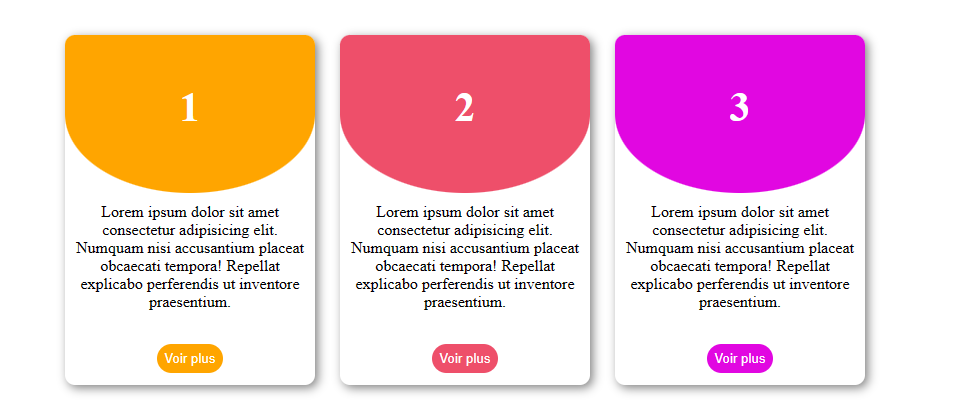 1
Lorem ipsum dolor sit amet
consectetur adipisicing elit.
Numquam nisi accusantium placeat
obcaecati tempora! Repellat
explicabo perferendis ut inventore
praesentium.
Voir plus
2
Lorem ipsum dolor sit amet
consectetur adipisicing elit.
Numquam nisi accusantium placeat
obcaecati tempora! Repellat
explicabo perferendis ut inventore
praesentium.
Voir plus
3
Lorem ipsum dolor sit amet
consectetur adipisicing elit.
Numquam nisi accusantium placeat
obcaecati tempora! Repellat
explicabo perferendis ut inventore
praesentium.
Voir plus